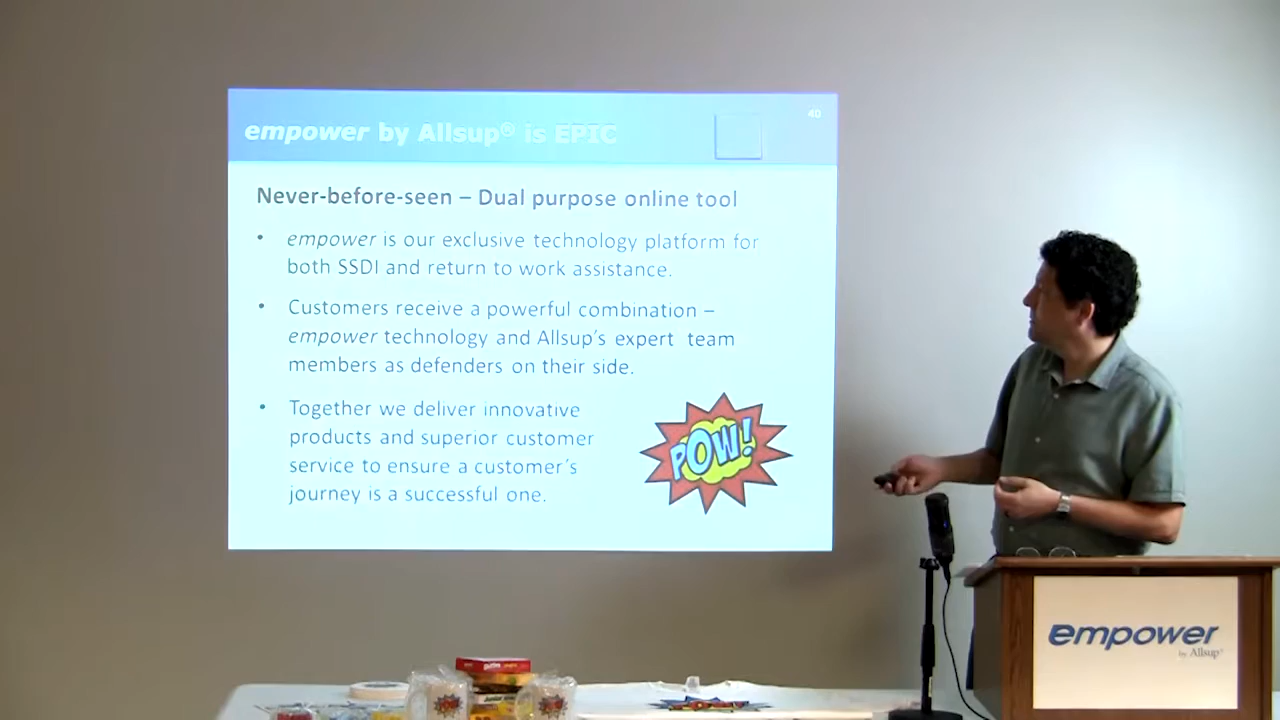 empower by Allsup® is EPIC
40
Never-before-seen – Dual purpose online tool
• empower is our exclusive technology platform for
both SSDI and return to work assistance.
• Customers receive a powerful combination –
empower technology and Allsup's expert team
members as defenders on their side.
• Together we deliver innovative
products and superior customer
service to ensure a customer's
journey is a successful one.
POW!
empower
by Allsup®